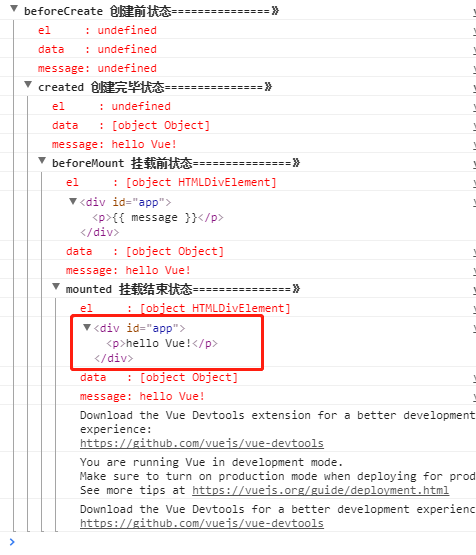 ▼ beforeCreate 创建前状态===============》
el     : undefined
data   : undefined
message: undefined
▼ created 创建完毕状态===============》
el     : undefined
data   : [object Object]
message: hello Vue!
▼ beforeMount 挂载前状态===============》
el     : [object HTMLDivElement]
▼<div id="app">
<p>{{ message }}</p>
</div>
data   : [object Object]
message: hello Vue!
▼ mounted 挂载结束状态===============》
el     : [object HTMLDivElement]
▼<div id="app">
<p>hello Vue!</p>
</div>
data   : [object Object]
message: hello Vue!
Download the Vue Devtools extension for a better development
experience:
https://github.com/vuejs/vue-devtools
You are running Vue in development mode.
Make sure to turn on production mode when deploying for prod
See more tips at https://vuejs.org/guide/deployment.html
Download the Vue Devtools for a better development experienc
https://github.com/vuejs/vue-devtools